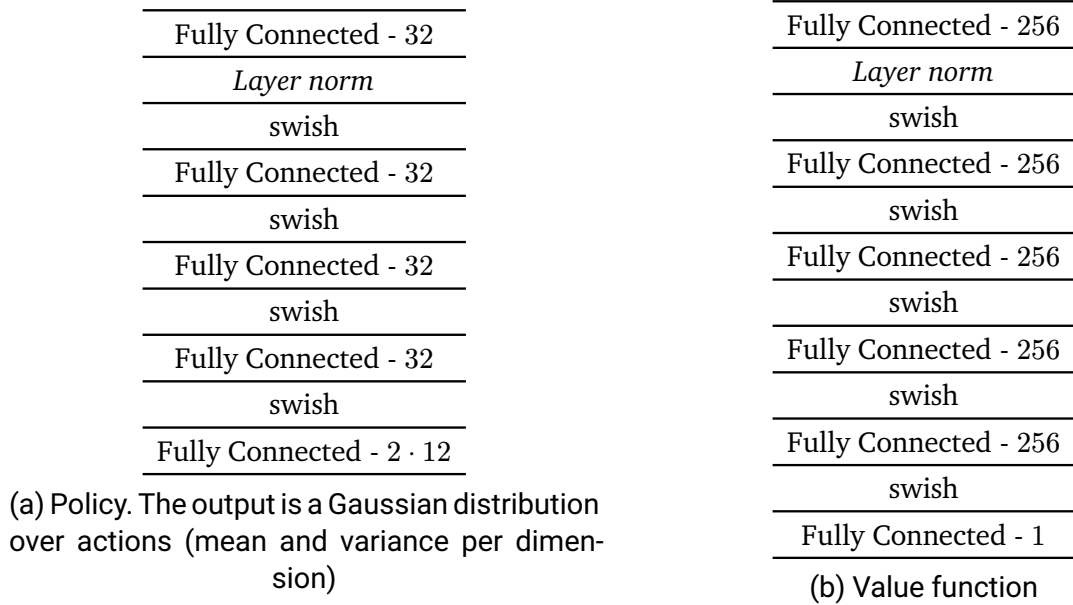 Fully Connected - 32
Layer norm
swish
Fully Connected - 32
swish
Fully Connected - 32
swish
Fully Connected - 32
swish
Fully Connected - 2 · 12
(a) Policy. The output is a Gaussian distribution
over actions (mean and variance per dimen-
sion)
Fully Connected - 256
Layer norm
swish
Fully Connected - 256
swish
Fully Connected - 256
swish
Fully Connected - 256
swish
Fully Connected - 256
swish
Fully Connected - 1
(b) Value function